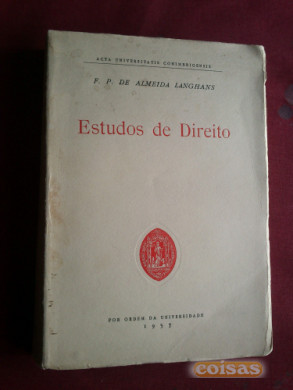 ACTA UNIVERSITATIS CONIMBRIGENSIS
F. P. DE ALMEIDA LANGHANS
Estudos de Direito
POR ORDEM DA UNIVERSIDADE
1957
coisas